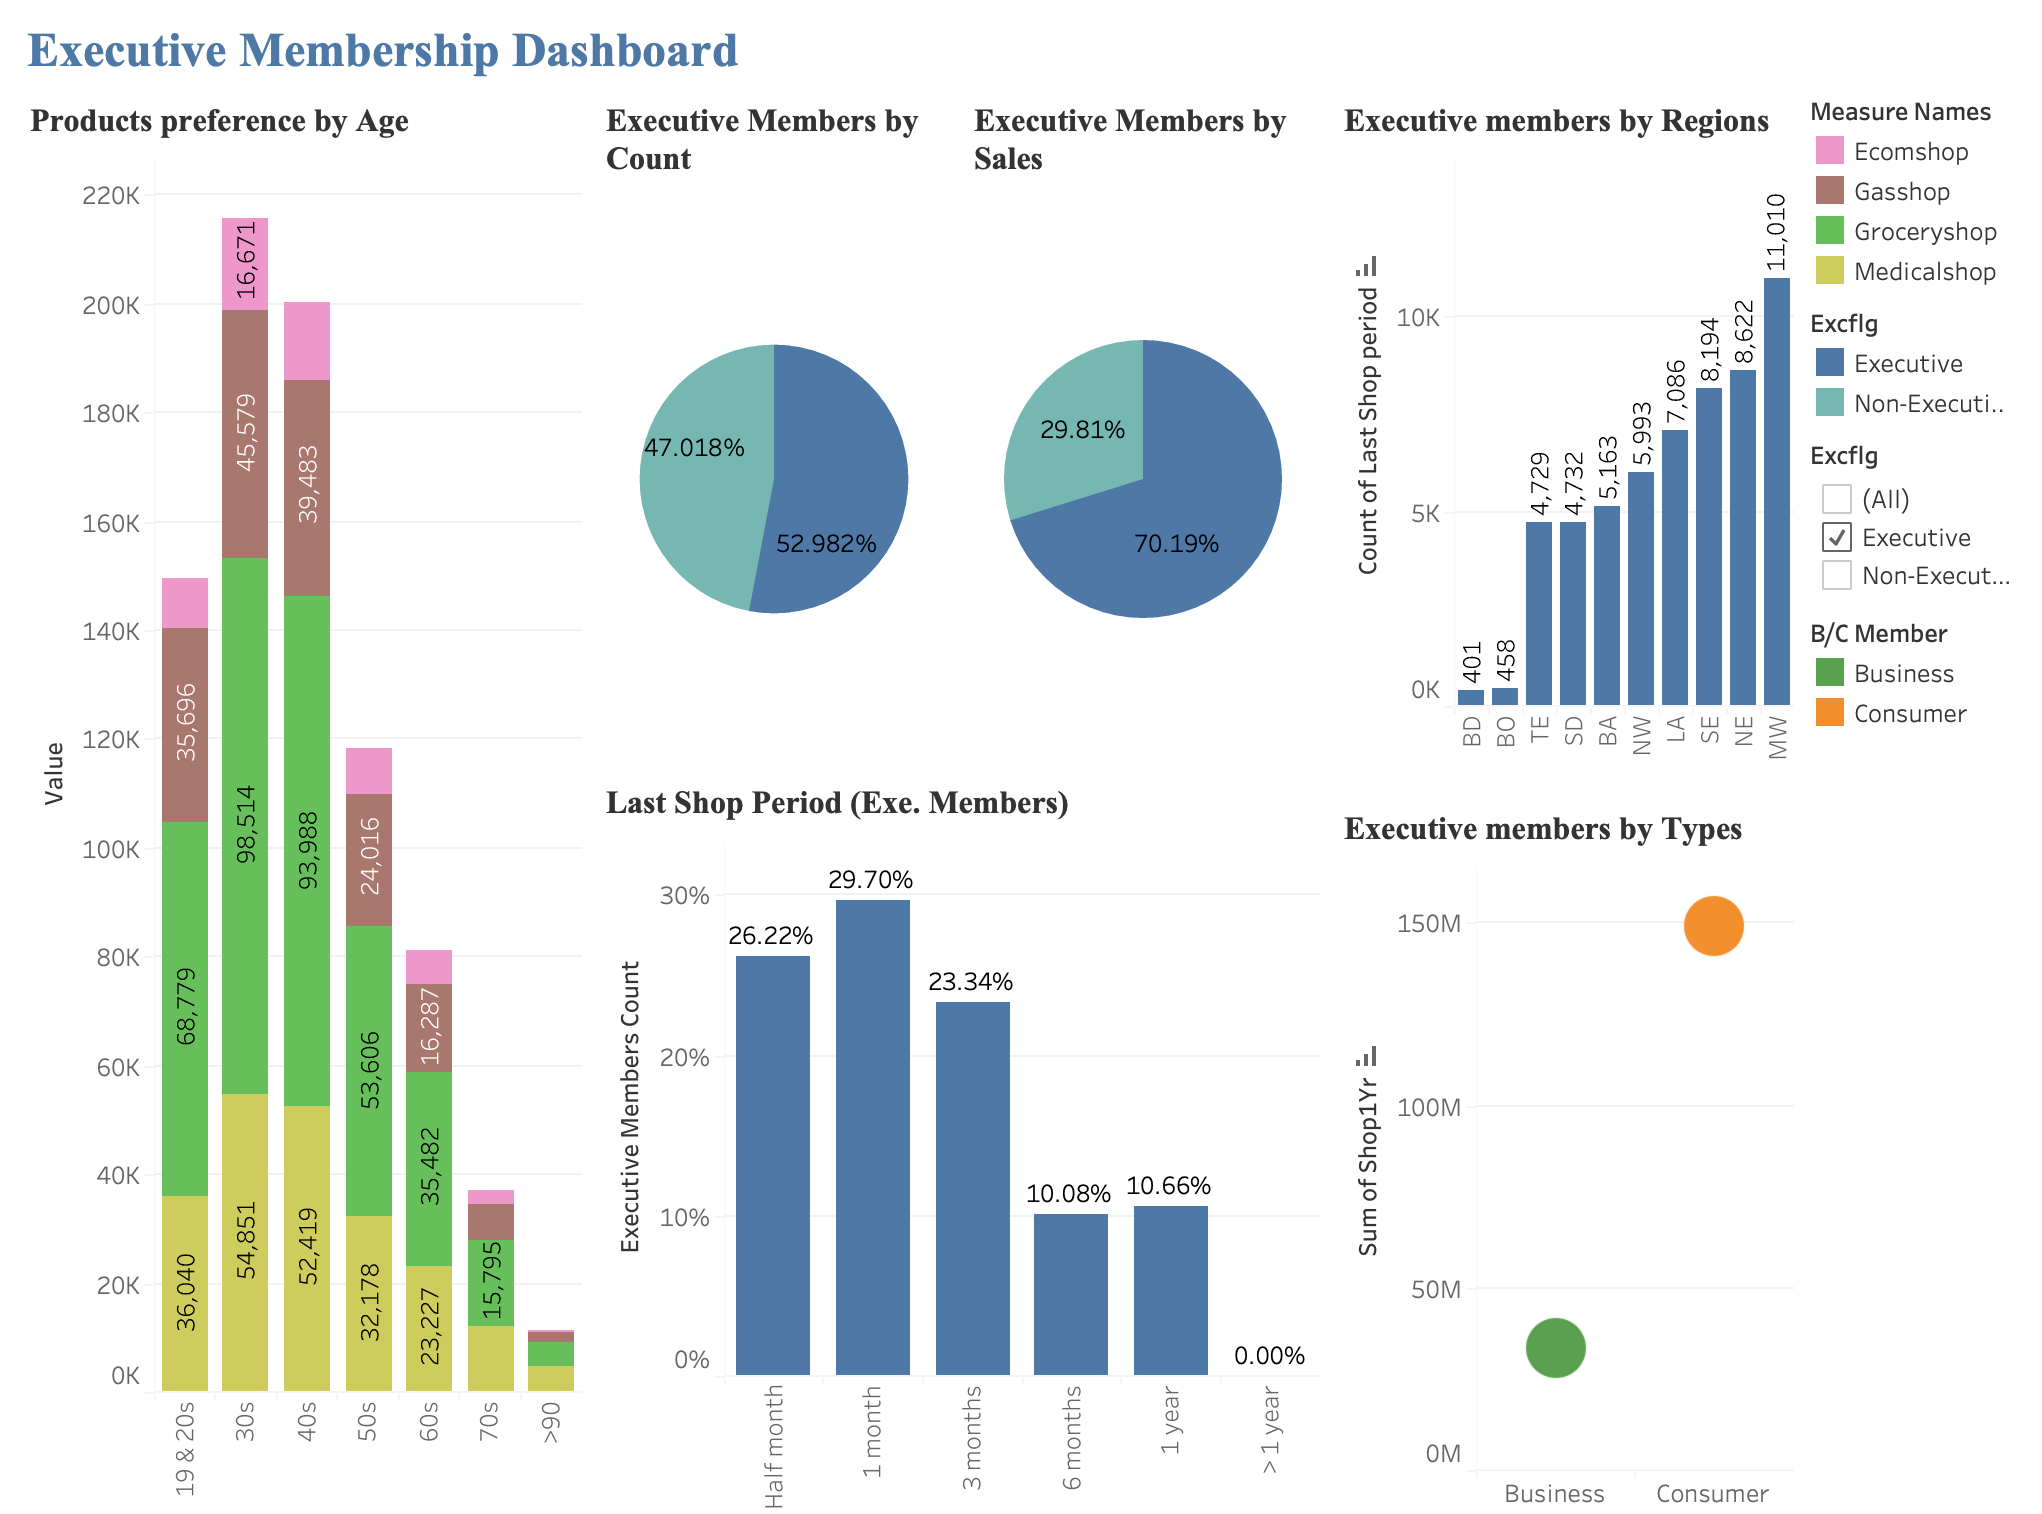 Executive Membership Dashboard
Products preference by Age
Value
220K
200K
180K
160K
140K
120K
100K
80K
60K
40K
20K
0K
35,696
68,779
36,040
16,671
45,579
98,514
54,851
39,483
93,988
52,419
24,016
53,606
32,178
16,287
35,482
23,227
15,795
19 & 20s
30s
40s
50s
60s
70s
>90
Executive Members by
Count
47.018%
52.982%
Executive Members by
Sales
29.81%
70.19%
Last Shop Period (Exe. Members)
Executive Members Count
30%
20%
10%
0%
26.22%
29.70%
23.34%
10.08%
10.66%
0.00%
Half month
1 month
3 months
6 months
1 year
> 1 year
Executive members by Regions
Count of Last Shop period
10K
5K
0K
401
458
4,729
4,732
5,163
5,993
7,086
8,194
8,622
11,010
BD
BO
TE
SD
BA
NW
LA
SE
NE
MW
Executive members by Types
Sum of Shop1Yr
150M
100M
50M
0M
Business
Consumer
Measure Names
Ecomshop
Gasshop
Groceryshop
Medicalshop
Excflg
Executive
Non-Executi..
Excflg
(All)
Executive
Non-Execut...
B/C Member
Business
Consumer